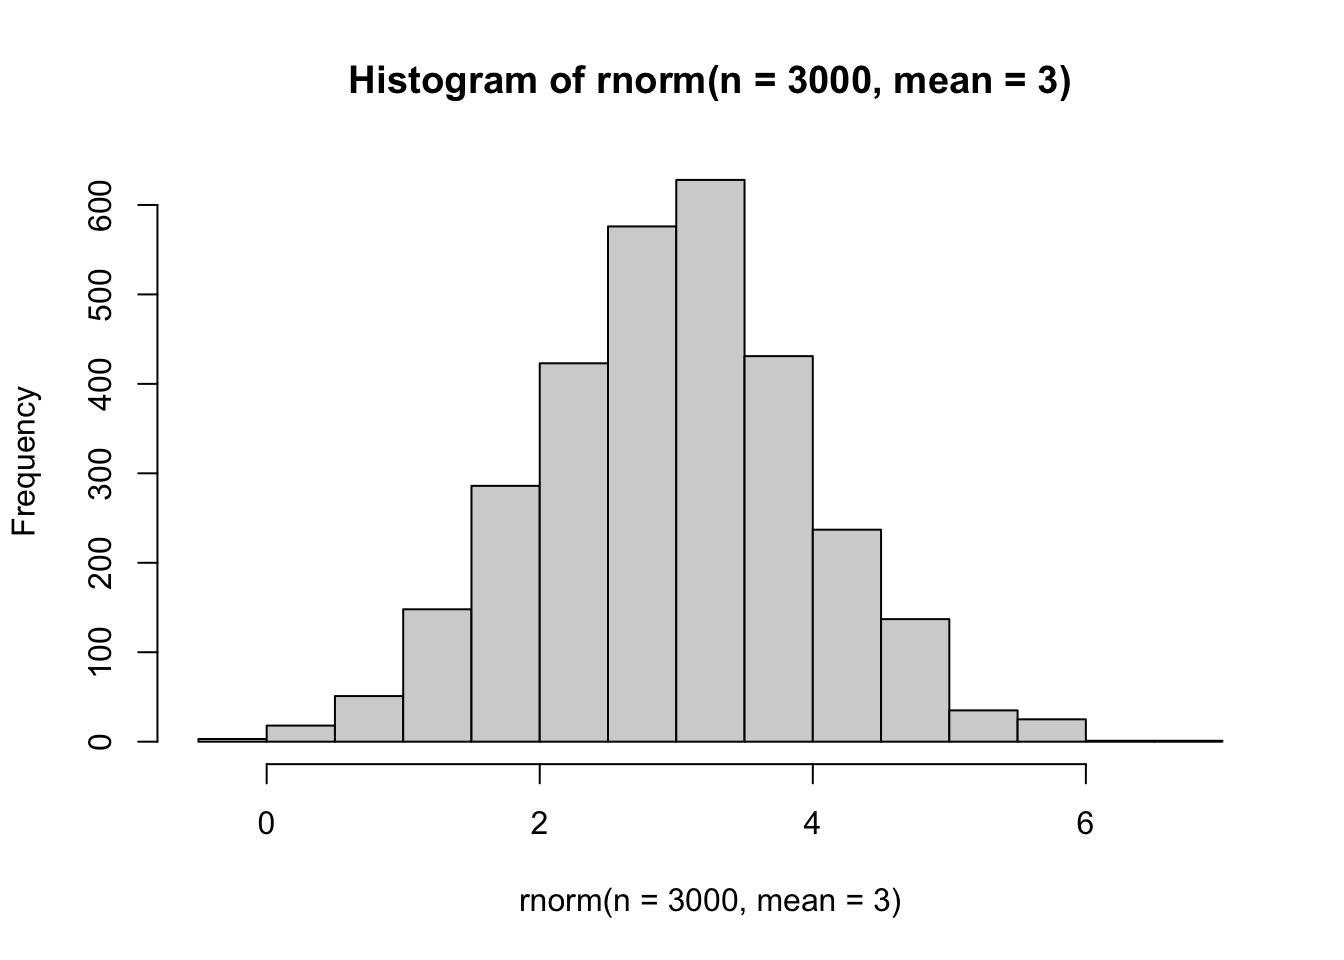 Histogram of rnorm(n = 3000, mean = 3)
Frequency
600
500
400
300
200
100
0
0 2 4 6
rnorm(n = 3000, mean = 3)